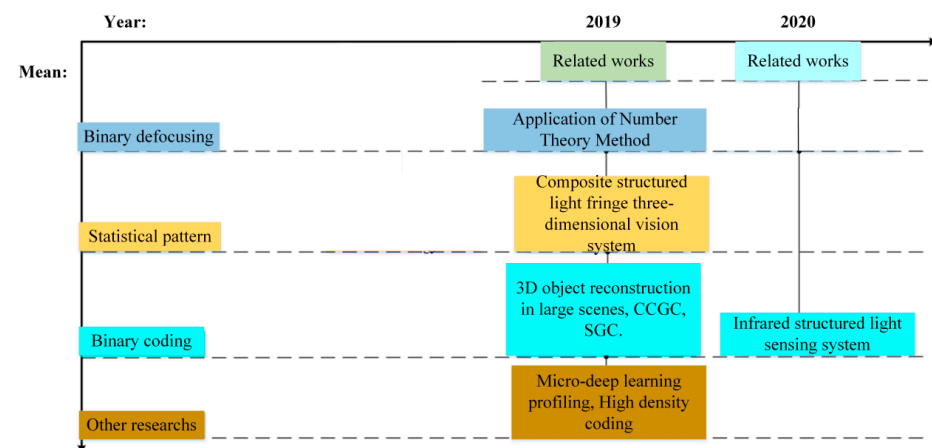 Year:
2019
2020
Mean:
Related works
Related works
Binary defocusing
Application of Number
Theory Method
Statistical pattern
Composite structured
light fringe three-
dimensional vision
system
Binary coding
3D object reconstruction
in large scenes, CCGC,
SGC.
Infrared structured light
sensing system
Other researchs
Micro-deep learning
profiling, High density
coding